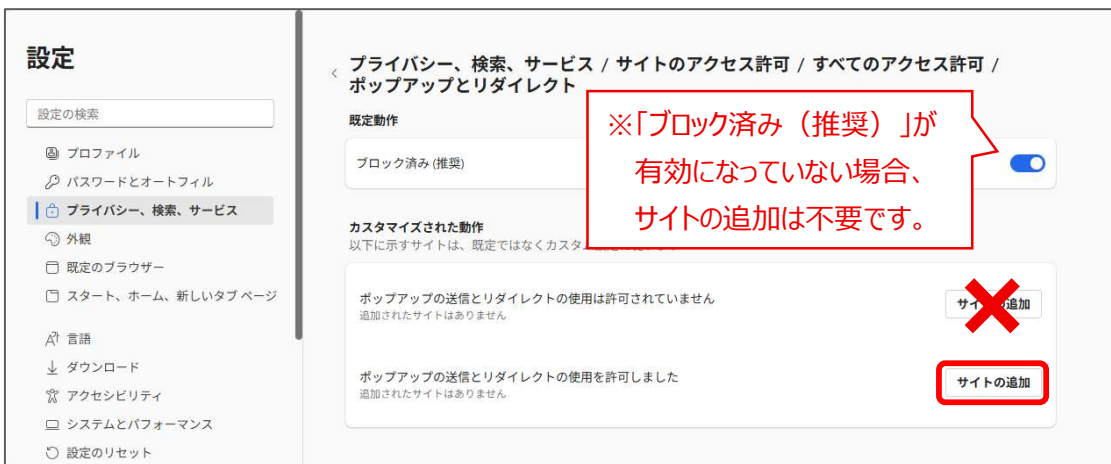 設定
設定の検索
プロファイル
パスワードとオートフィル
プライバシー、検索、サービス
外観
既定のブラウザー
スタート、ホーム、新しいタブ ページ
言語
ダウンロード
アクセシビリティ
システムとパフォーマンス
設定のリセット
プライバシー、検索、サービス / サイトのアクセス許可 / すべてのアクセス許可 /
ポップアップとリダイレクト
既定動作
ブロック済み (推奨)
※「ブロック済み（推奨）」が
有効になっていない場合、
サイトの追加は不要です。
カスタマイズされた動作
以下に示すサイトは、既定ではなくカスタム
ポップアップの送信とリダイレクトの使用は許可されていません
追加されたサイトはありません
サイトの追加
ポップアップの送信とリダイレクトの使用を許可しました
追加されたサイトはありません
サイトの追加